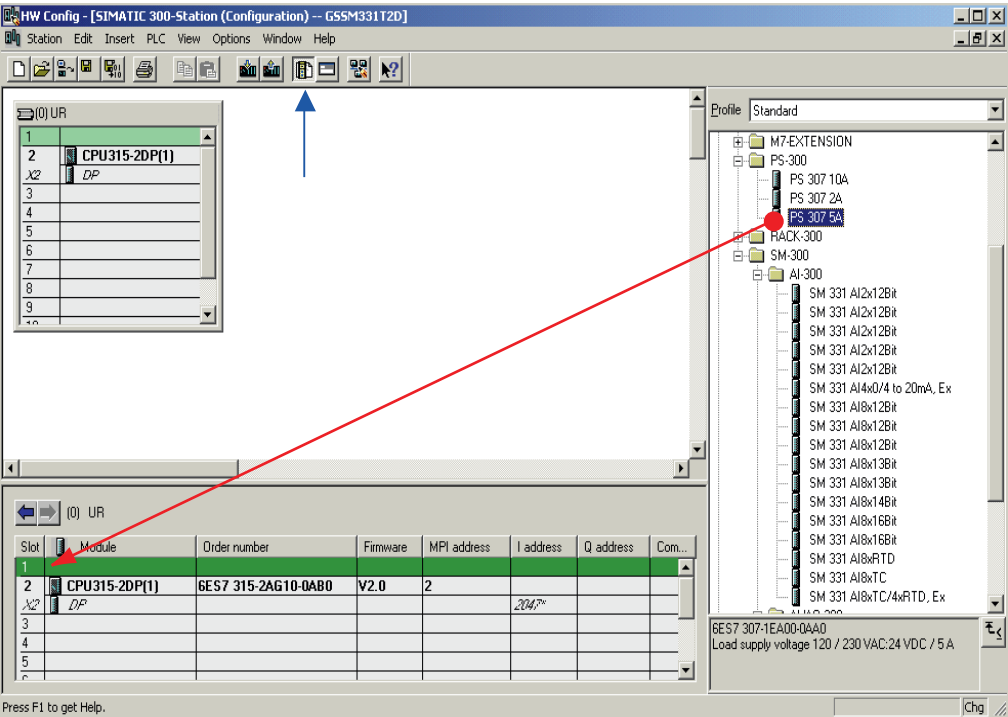 HW Config - [SIMATIC 300-Station (Configuration) -- GSSM331T2D]
Station Edit Insert PLC View Options Window Help
(0) UR
1
2 CPU315-2DP(1)
X2 DP
3
4
5
6
7
8
9
10
Profile Standard
M7-EXTENSION
PS-300
PS 307 10A
PS 307 2A
PS 307 5A
RACK-300
SM-300
AI-300
SM 331 AI2x12Bit
SM 331 AI2x12Bit
SM 331 AI2x12Bit
SM 331 AI2x12Bit
SM 331 AI2x12Bit
SM 331 AI4x0/4 to 20mA, Ex
SM 331 AI8x12Bit
SM 331 AI8x12Bit
SM 331 AI8x12Bit
SM 331 AI8x13Bit
SM 331 AI8x13Bit
SM 331 AI8x14Bit
SM 331 AI8x16Bit
SM 331 AI8x16Bit
SM 331 AI8xRTD
SM 331 AI8xTC
SM 331 AI8xTC/4xRTD, Ex
6ES7 307-1EA00-0AA0
Load supply voltage 120 / 230 VAC:24 VDC / 5 A
(0) UR
Slot Module Order number Firmware MPI address I address Q address Com...
1
2 CPU315-2DP(1) 6ES7 315-2AG10-0AB0 V2.0 2
X2 DP 2047*
3
4
5
Press F1 to get Help.
Chg